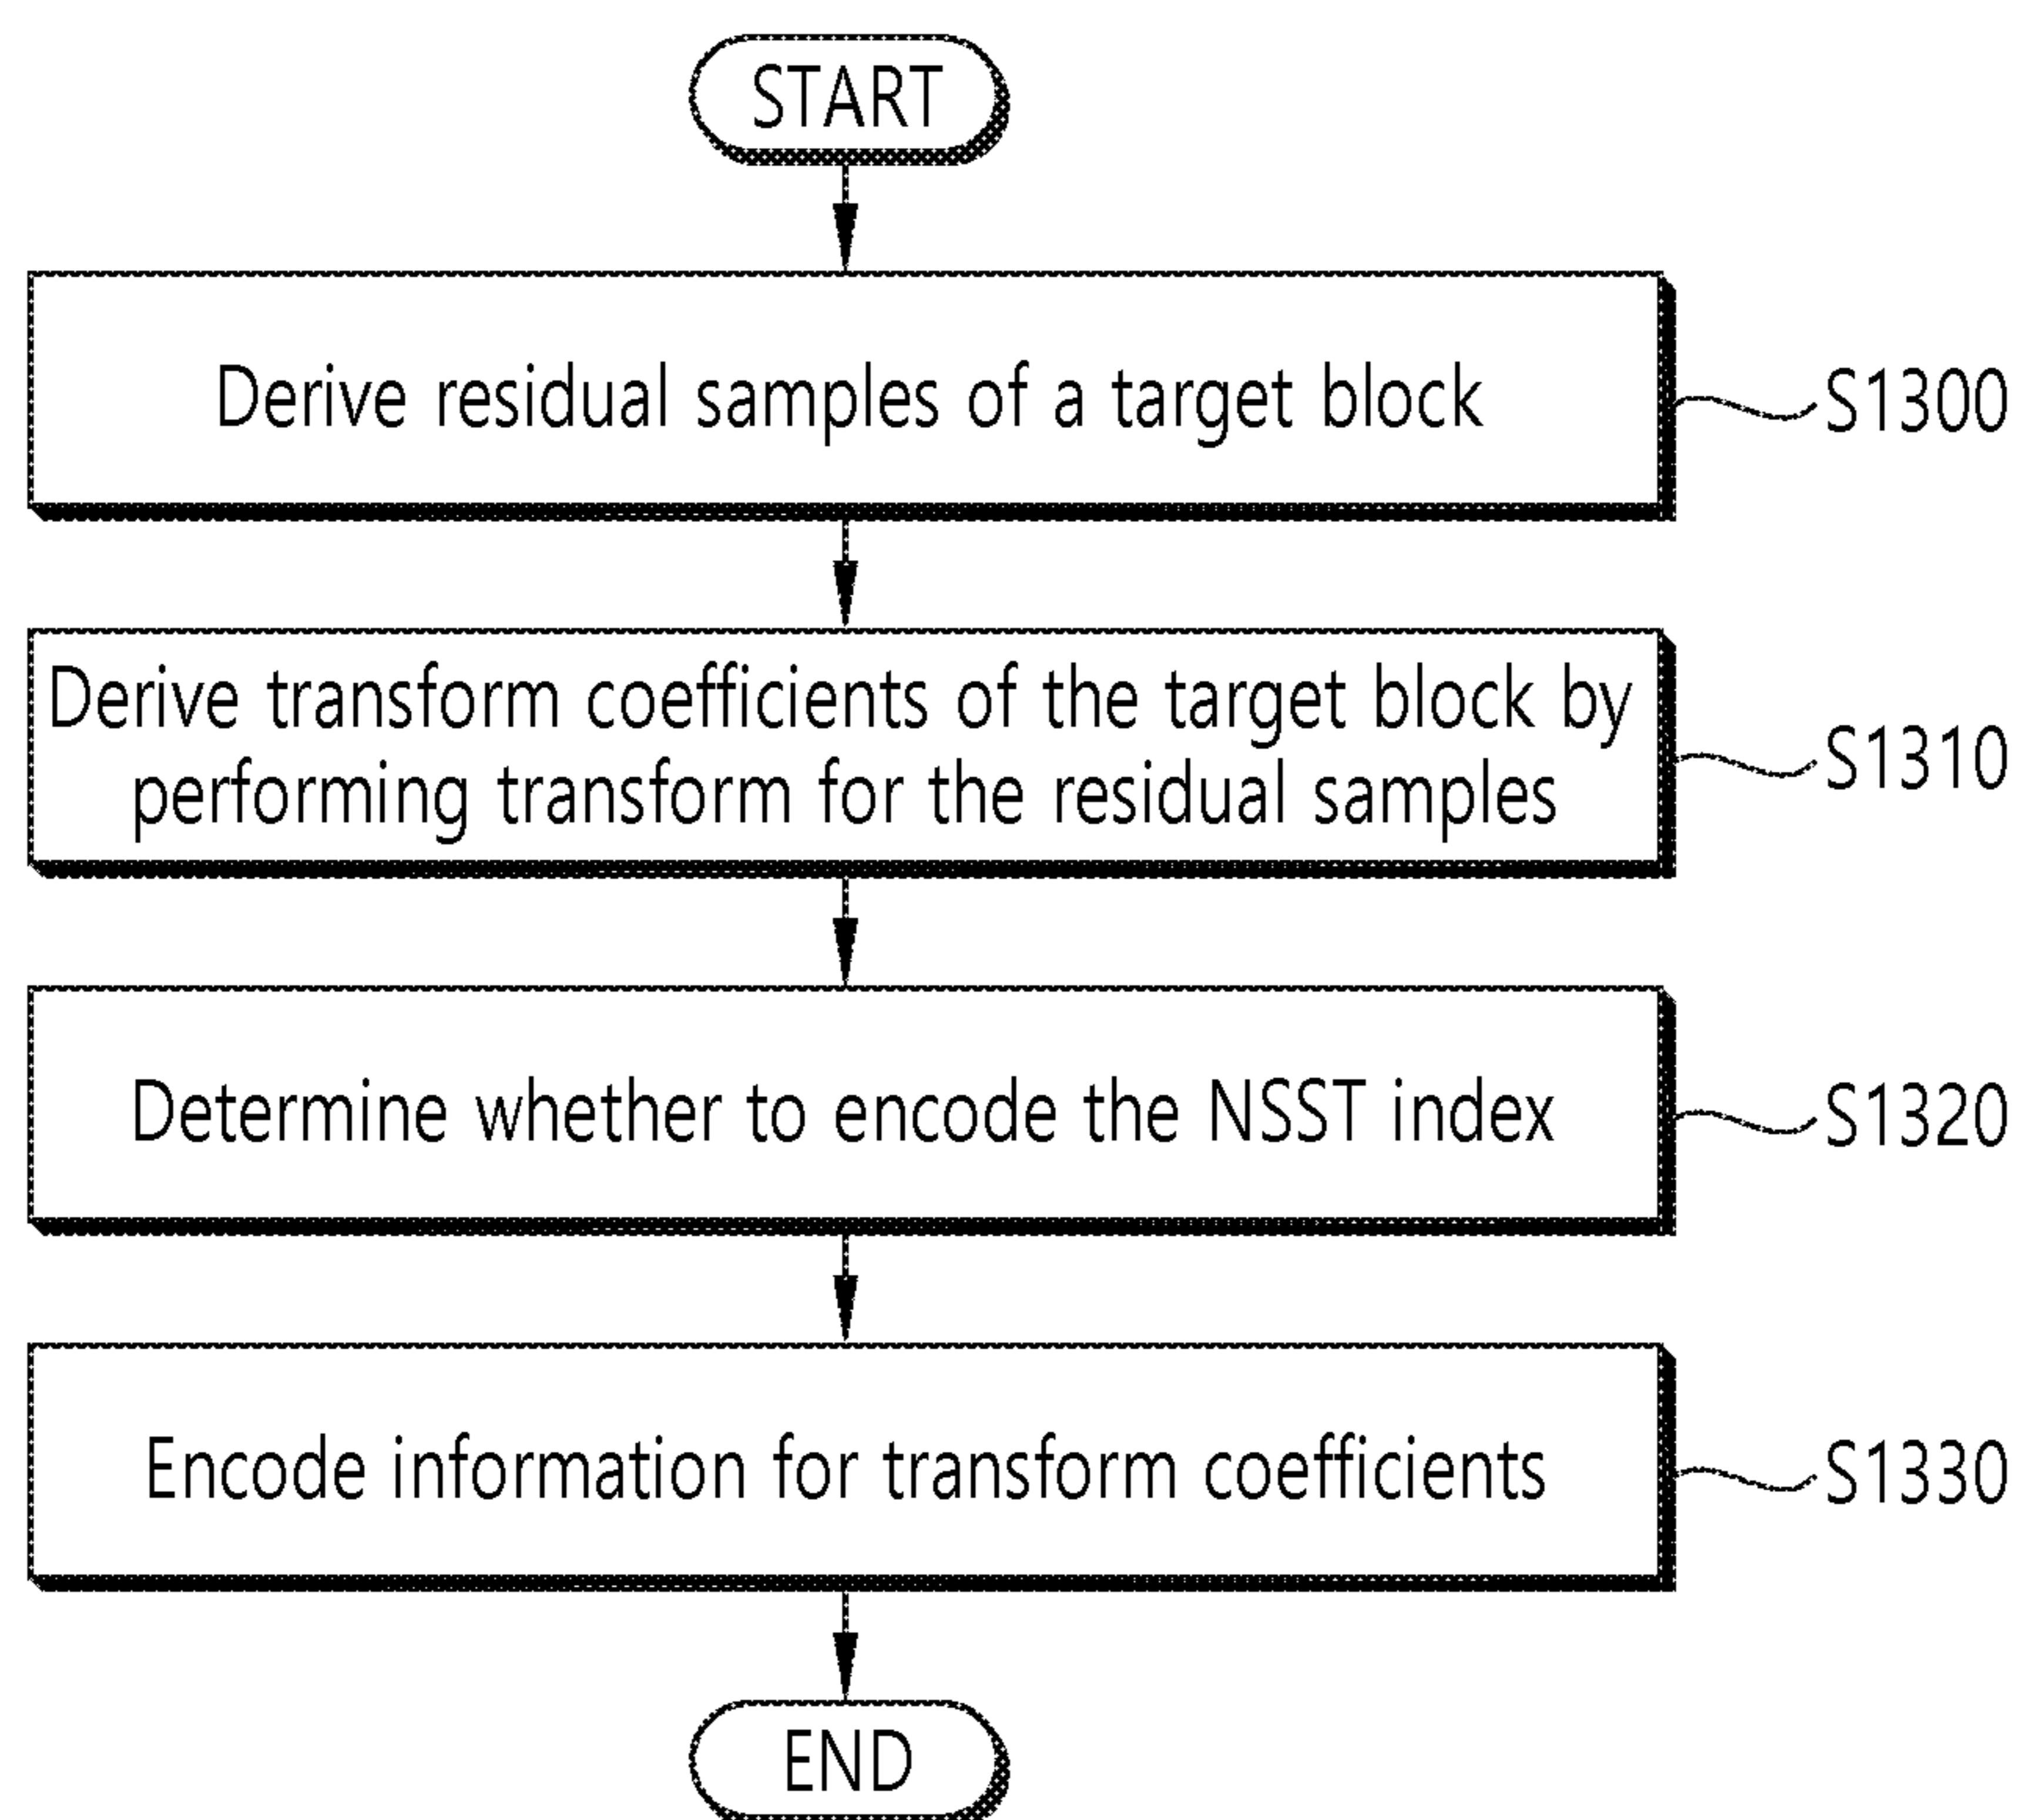 START
Derive residual samples of a target block
S1300
Derive transform coefficients of the target block by
performing transform for the residual samples
S1310
Determine whether to encode the NSST index
S1320
Encode information for transform coefficients
S1330
END